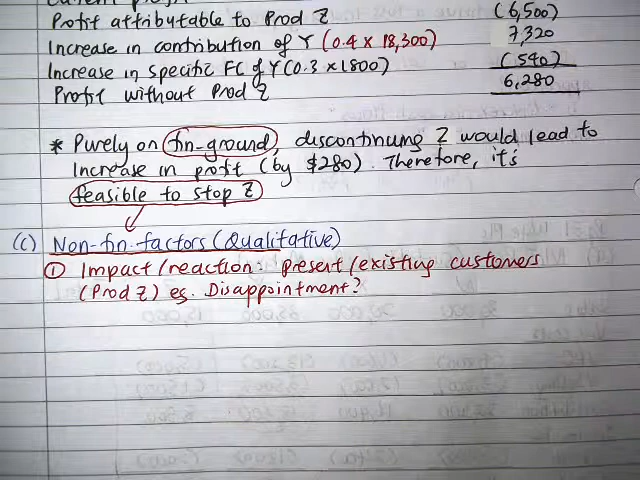 Profit attributable to Prod Z (6,500)
Increase in contribution of Y (0.4 x 18,300) 7,320
Increase in specific FC of Y (0.3 x 1800) (540)
Profit without Prod Z 6,280
* Purely on fin-ground, discontinuing Z would lead to
increase in profit (by $280). Therefore, it's
feasible to stop Z
(c) Non-fin. factors (Qualitative)
① Impact/reaction: present/existing customers
(Prod Z) eg. Disappointment?